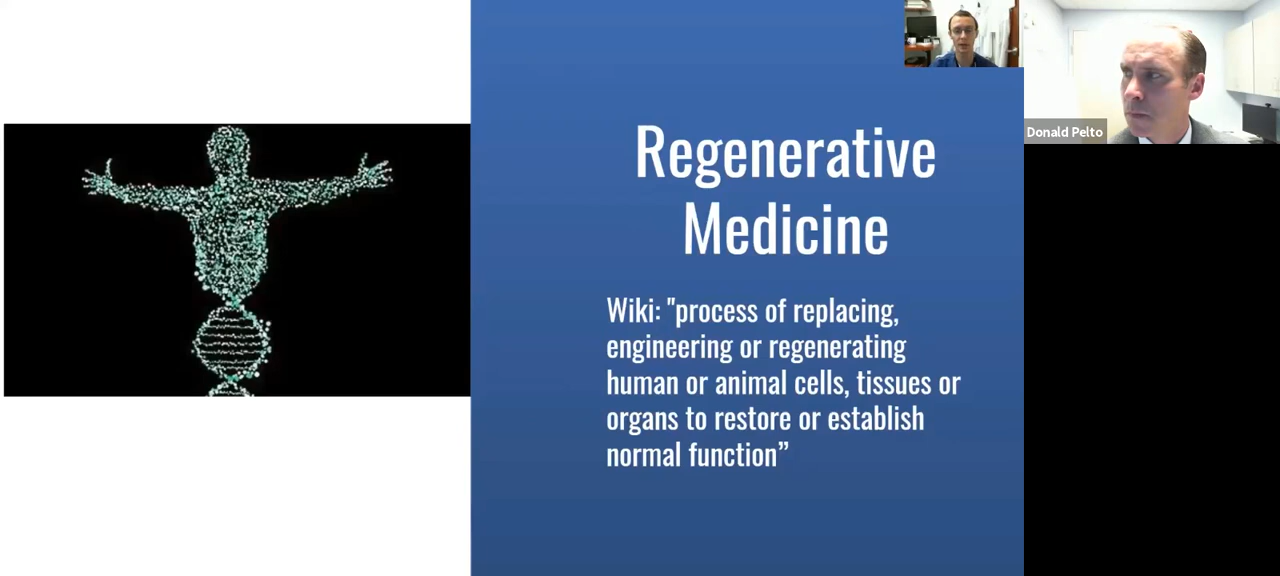 Regenerative
Medicine
Wiki: "process of replacing,
engineering or regenerating
human or animal cells, tissues or
organs to restore or establish
normal function”
Donald Pelto